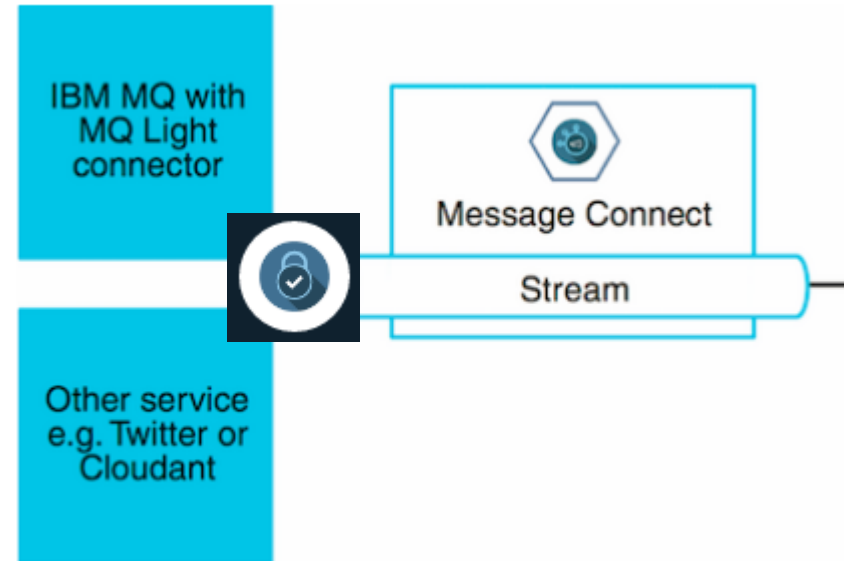 IBM MQ with
MQ Light
connector
Message Connect
Stream
Other service
e.g. Twitter or
Cloudant